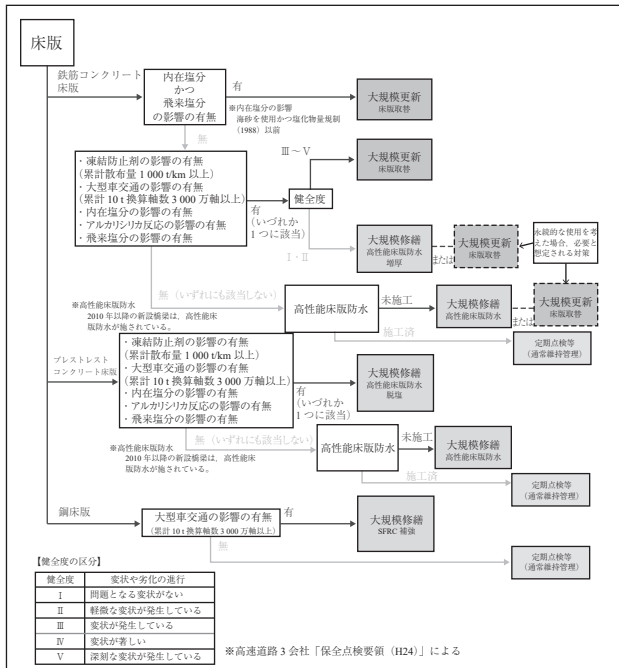 床版
鉄筋コンクリート
床版
内在塩分
かつ
飛来塩分
の影響の有無
有
※内在塩分の影響
海砂を使用かつ塩化物量規制
(1988) 以前
大規模更新
床版取替
無
・凍結防止剤の影響の有無
(累計散布量 1 000 t/km 以上)
・大型車交通の影響の有無
(累計 10 t 換算軸数 3 000 万軸以上)
・内在塩分の影響の有無
・アルカリシリカ反応の影響の有無
・飛来塩分の影響の有無
有
(いづれか
1つに該当)
健全度
Ⅲ～Ⅴ
大規模更新
床版取替
Ⅰ・Ⅱ
大規模修繕
高性能床版防水
増厚
または
大規模更新
床版取替
永続的な使用を考
えた場合，必要と
想定される対策
無 (いずれにも該当しない)
※高性能床版防水
2010 年以降の新設橋梁は、高性能床
版防水が施されている。
高性能床版防水
未施工
大規模修繕
高性能床版防水
または
大規模更新
床版取替
施工済
定期点検等
(通常維持管理)
プレストレスト
コンクリート床版
・凍結防止剤の影響の有無
(累計散布量 1 000 t/km 以上)
・大型車交通の影響の有無
(累計 10 t 換算軸数 3 000 万軸以上)
・内在塩分の影響の有無
・アルカリシリカ反応の影響の有無
・飛来塩分の影響の有無
有
(いづれか
1つに該当)
大規模修繕
高性能床版防水
脱塩
無 (いずれにも該当しない)
※高性能床版防水
2010 年以降の新設橋梁は、高性能床
版防水が施されている。
高性能床版防水
未施工
大規模修繕
高性能床版防水
施工済
定期点検等
(通常維持管理)
鋼床版
大型車交通の影響の有無
(累計 10 t 換算軸数 3 000 万軸以上)
有
大規模修繕
SFRC 補強
無
定期点検等
(通常維持管理)
【健全度の区分】
健全度 変状や劣化の進行
Ⅰ 問題となる変状がない
Ⅱ 軽微な変状が発生している
Ⅲ 変状が発生している
Ⅳ 変状が著しい
Ⅴ 深刻な変状が発生している
※高速道路 3 会社「保全点検要領 (H24)」による